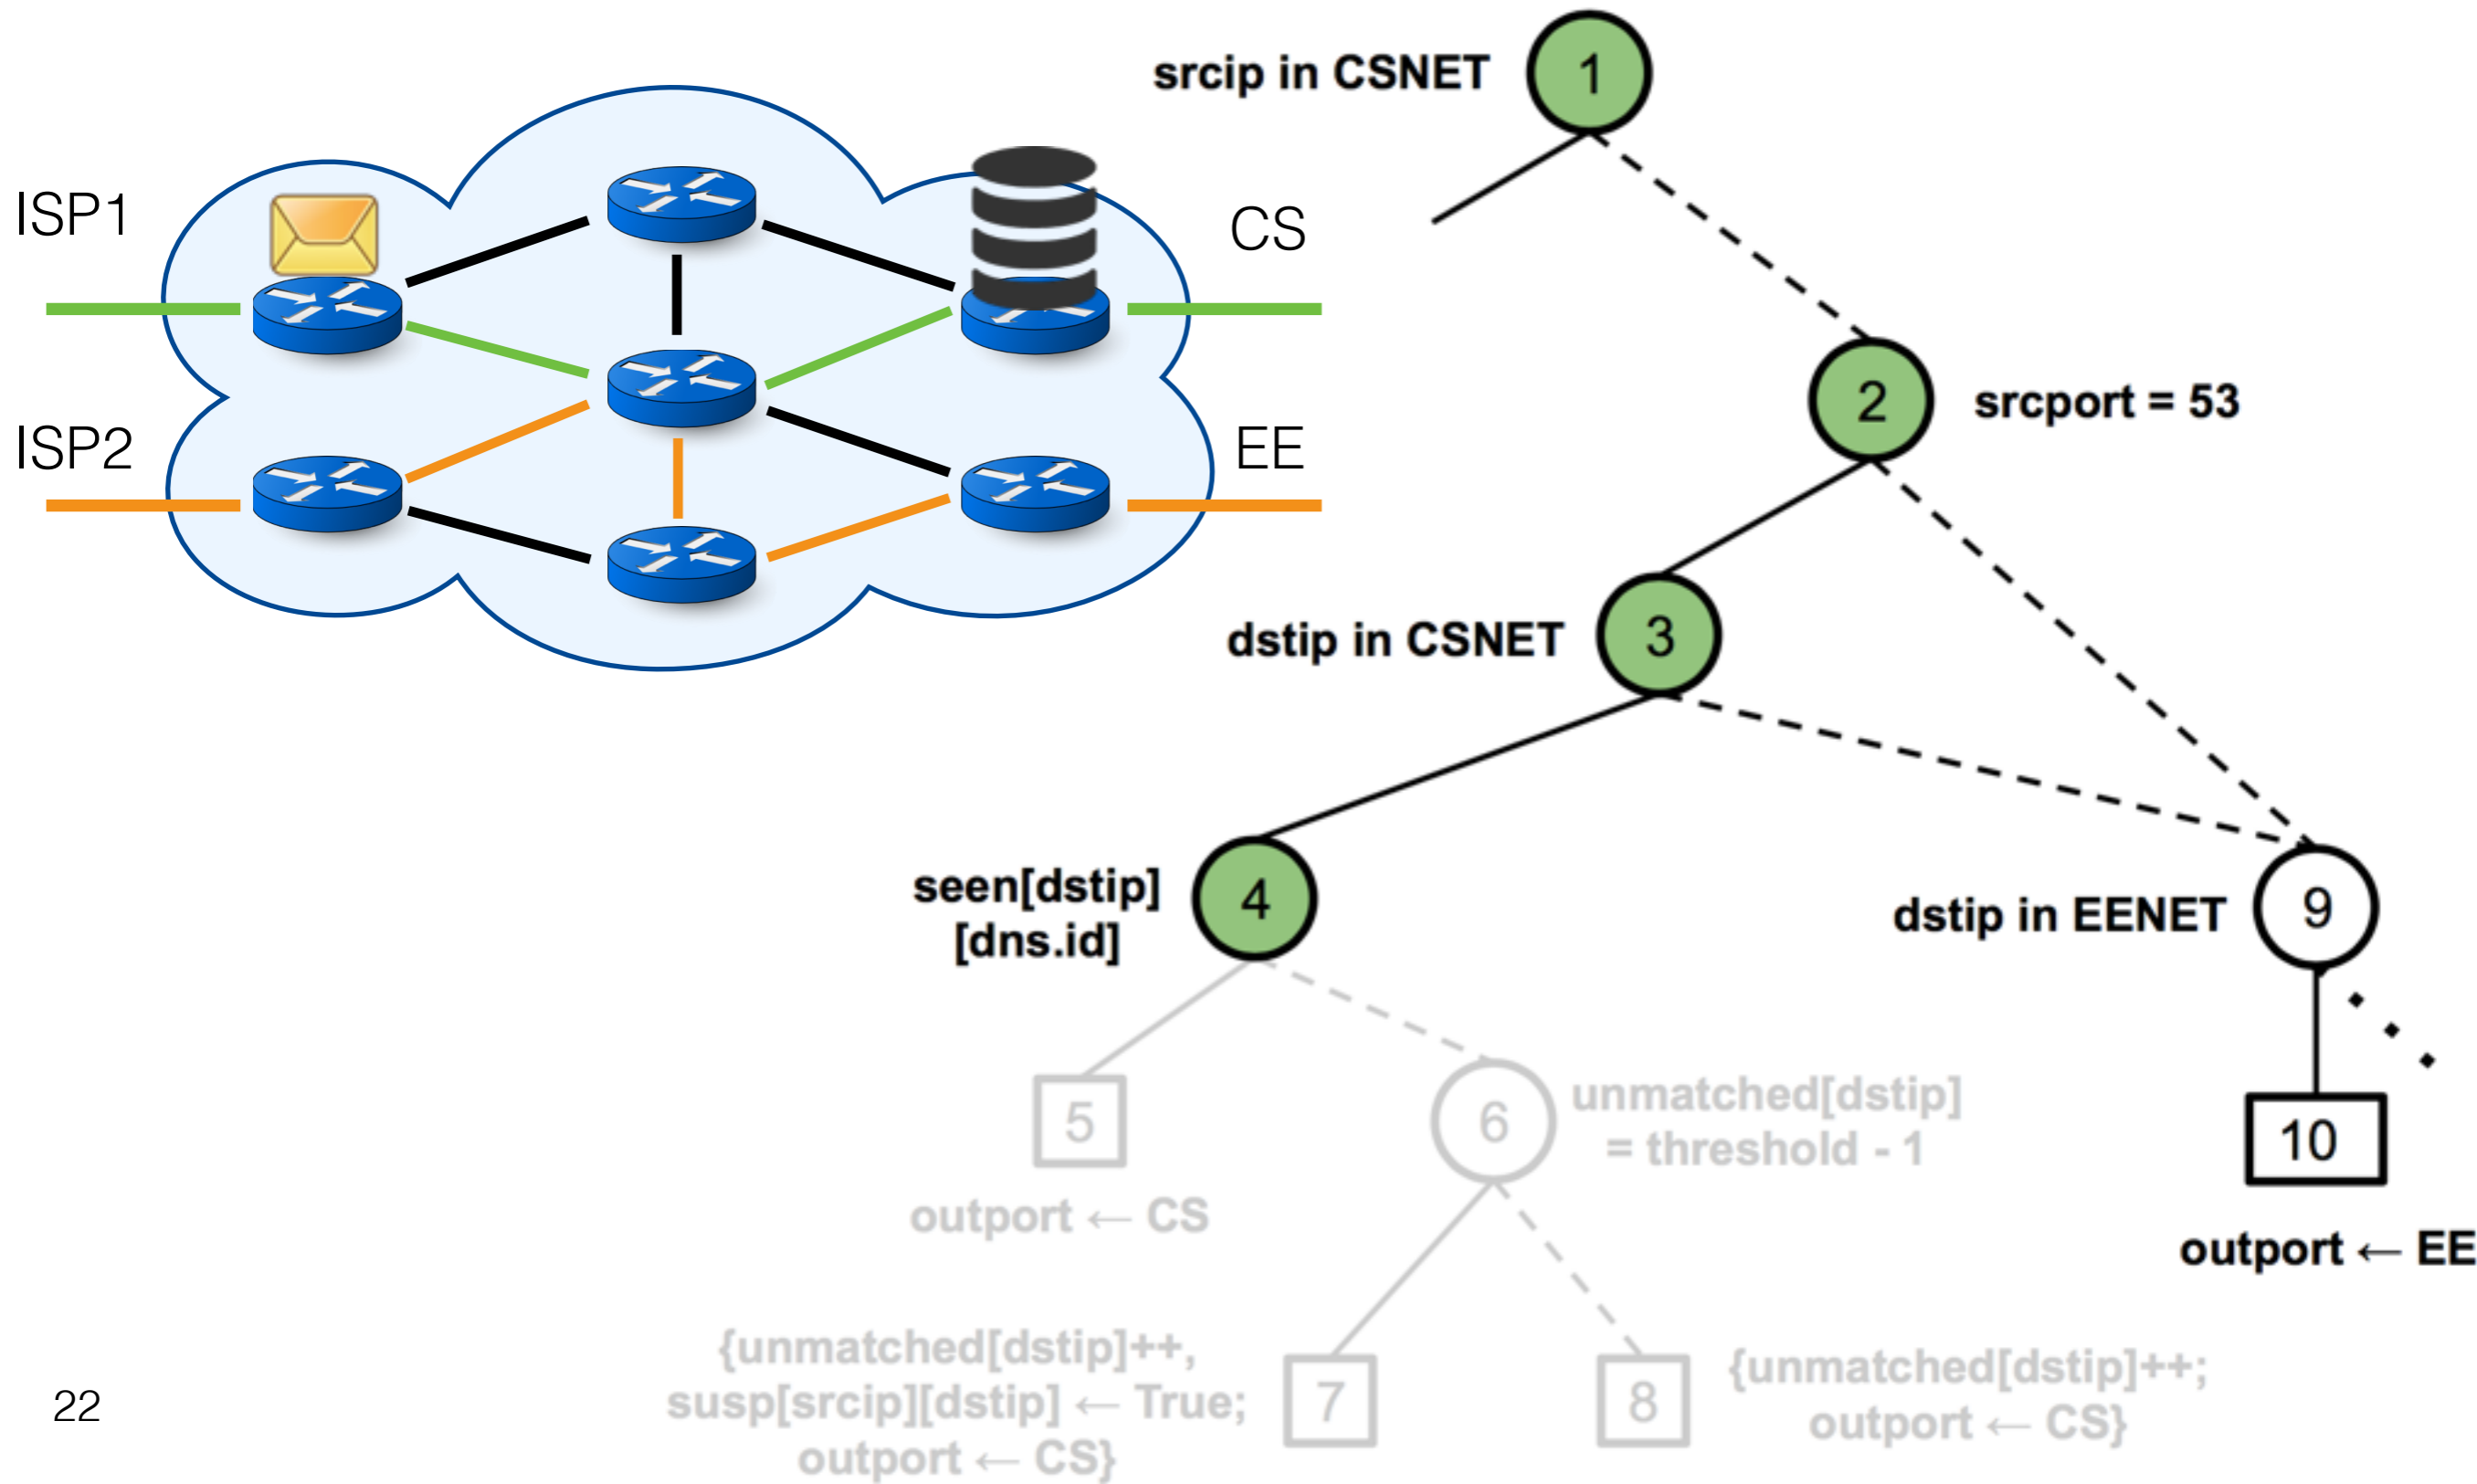 srcip in CSNET
1
ISP1
CS
2
srcport = 53
ISP2
EE
dstip in CSNET
3
seen[dstip]
[dns.id]
4
dstip in EENET
9
5
6
unmatched[dstip]
= threshold - 1
10
outport ← CS
outport ← EE
{unmatched[dstip]++,
susp[srcip][dstip] ← True;
outport ← CS}
7
8
{unmatched[dstip]++;
outport ← CS}
22